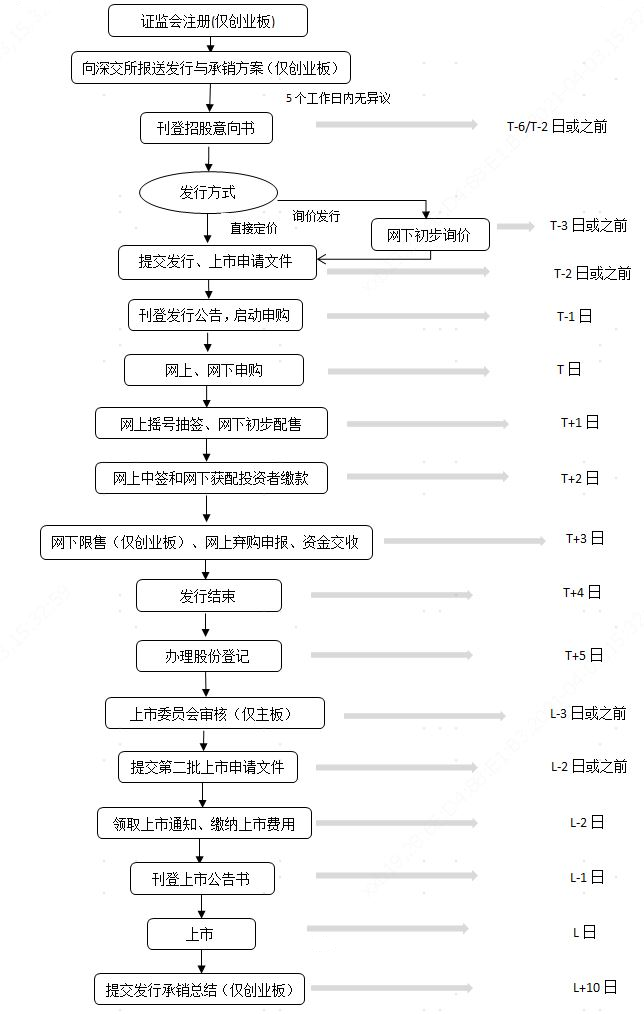 证监会注册(仅创业板)
向深交所报送发行与承销方案（仅创业板）
5个工作日内无异议
刊登招股意向书
T-6/T-2 日或之前
发行方式
询价发行
直接定价
网下初步询价
T-3 日或之前
提交发行、上市申请文件
T-2 日或之前
刊登发行公告，启动申购
T-1 日
网上、网下申购
T 日
网上摇号抽签、网下初步配售
T+1 日
网上中签和网下获配投资者缴款
T+2 日
网下限售（仅创业板）、网上弃购申报、资金交收
T+3 日
发行结束
T+4 日
办理股份登记
T+5 日
上市委员会审核（仅主板）
L-3 日或之前
提交第二批上市申请文件
L-2 日或之前
领取上市通知、缴纳上市费用
L-2 日
刊登上市公告书
L-1 日
上市
L 日
提交发行承销总结（仅创业板）
L+10 日